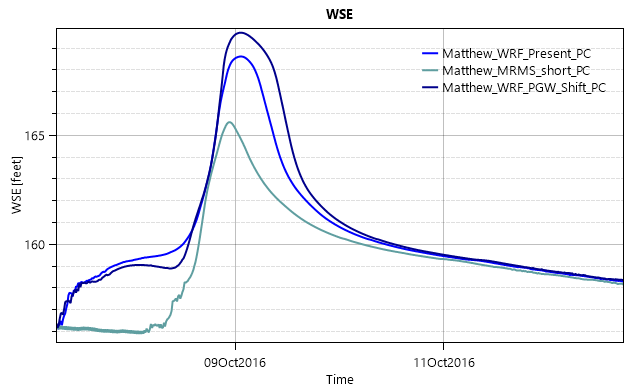 WSE
Matthew_WRF_Present_PC
Matthew_MRMS_short_PC
Matthew_WRF_PGW_Shift_PC
WSE [feet]
165
160
09Oct2016
11Oct2016
Time